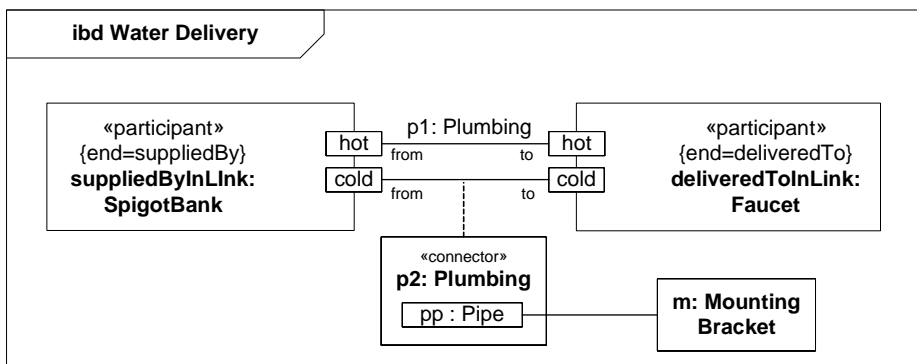 ibd Water Delivery
«participant»
{end=suppliedBy}
suppliedByInLInk:
SpigotBank
hot
cold
p1: Plumbing
from
to
from
to
hot
cold
«participant»
{end=deliveredTo}
deliveredToInLink:
Faucet
«connector»
p2: Plumbing
pp : Pipe
m: Mounting
Bracket